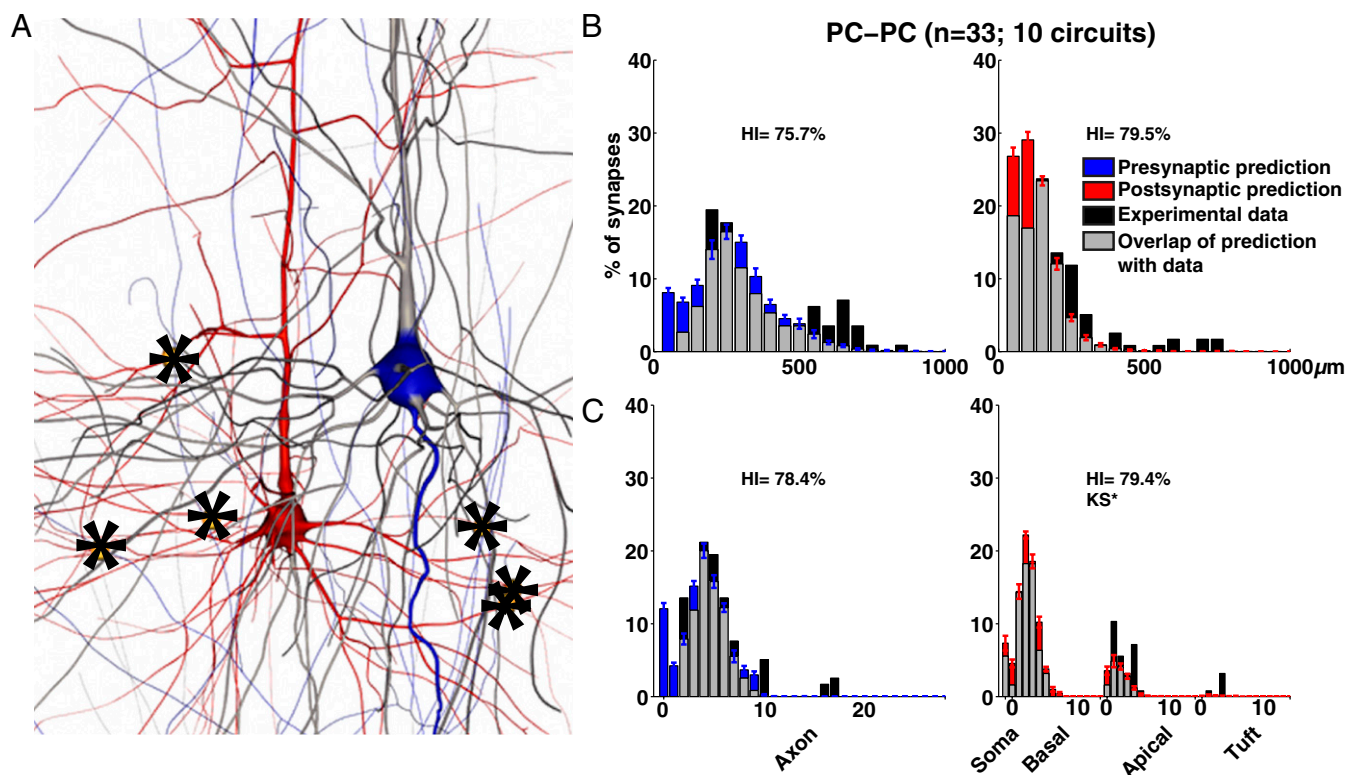 A
B
PC–PC (n=33; 10 circuits)
40
30
20
10
0
% of synapses
HI= 75.7%
0
500
1000
40
30
20
10
0
HI= 79.5%
Presynaptic prediction
Postsynaptic prediction
Experimental data
Overlap of prediction
with data
0
500
1000μm
C
40
30
20
10
0
HI= 78.4%
0
10
20
Axon
40
30
20
10
0
HI= 79.4%
KS*
0
10
0
10
0
10
Soma
Basal
Apical
Tuft